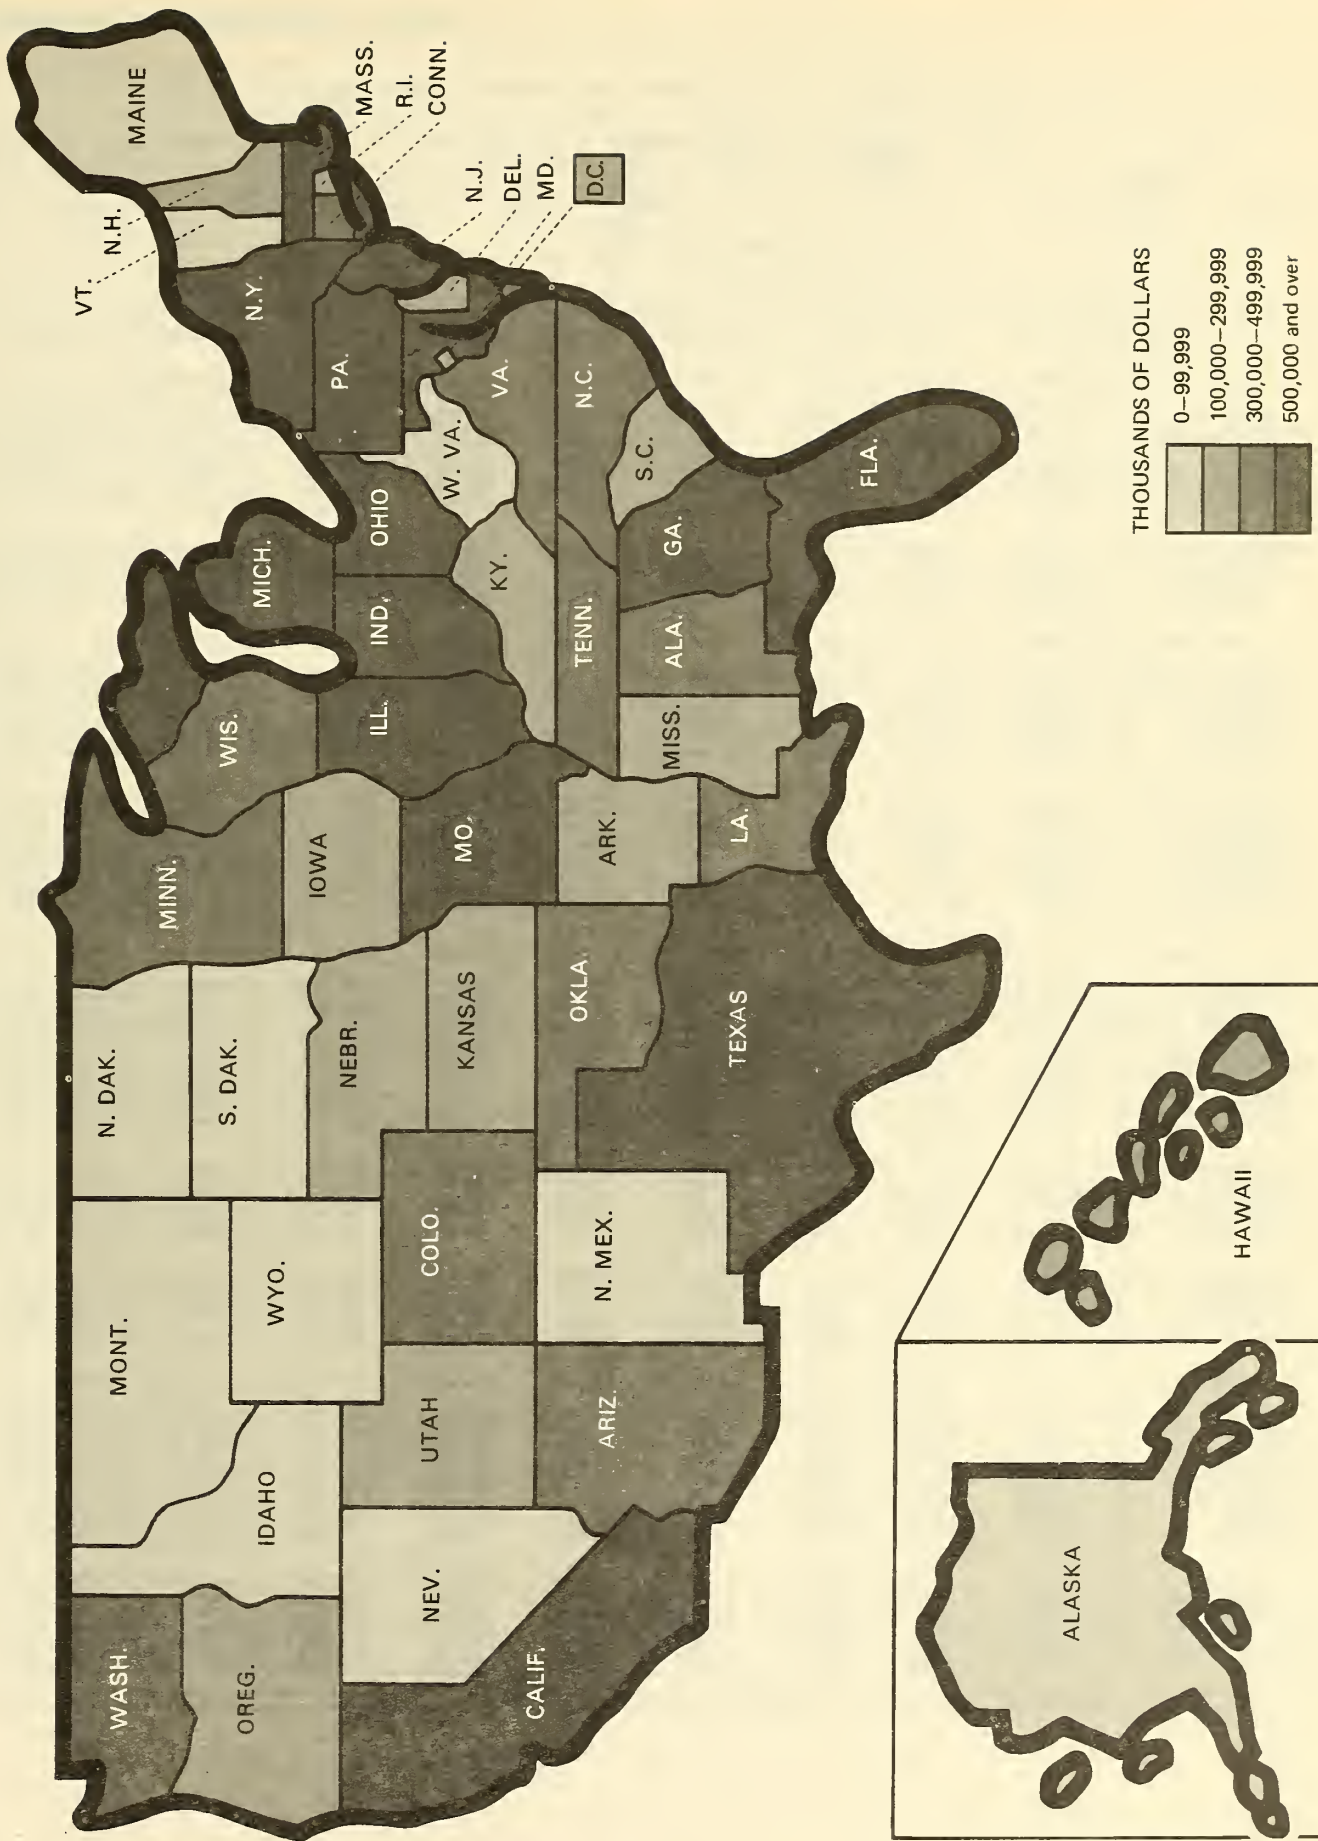 WASH.
OREG.
CALIF.
NEV.
IDAHO
MONT.
WYO.
UTAH
ARIZ.
COLO.
N. MEX.
N. DAK.
S. DAK.
NEBR.
KANSAS
OKLA.
TEXAS
MINN.
IOWA
MO.
ARK.
LA.
WIS.
ILL.
MISS.
MICH.
IND.
OHIO
KY.
TENN.
ALA.
GA.
FLA.
S.C.
N.C.
VA.
W. VA.
PA.
N.Y.
VT.
N.H.
MAINE
MASS.
R.I.
CONN.
N.J.
DEL.
MD.
D.C.
ALASKA
HAWAII
THOUSANDS OF DOLLARS
0–99,999
100,000–299,999
300,000–499,999
500,000 and over